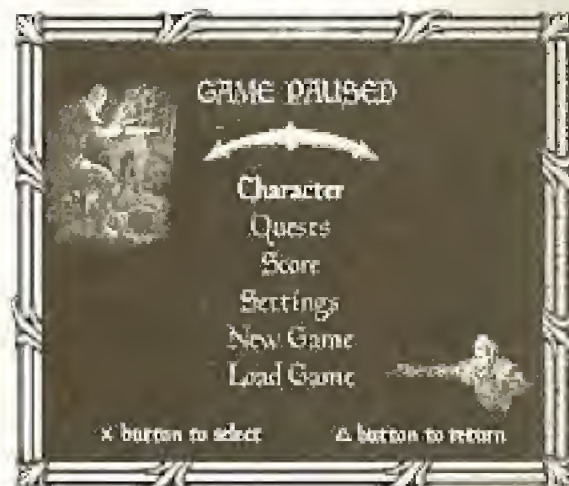 GAME PAUSED
Character
Quests
Score
Settings
New Game
Load Game
× button to select
△ button to return